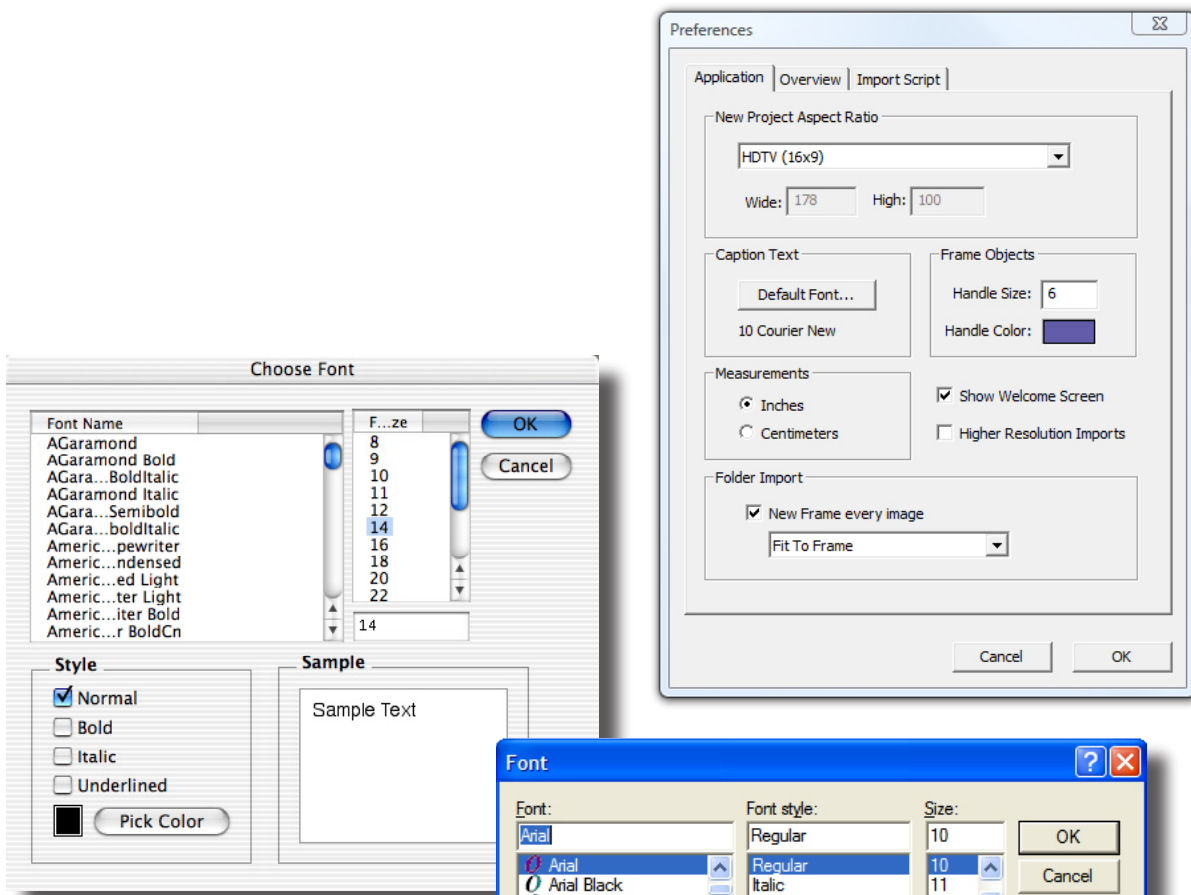 Preferences
Application Overview Import Script
New Project Aspect Ratio
HDTV (16x9)
Wide: 178 High: 100
Caption Text
Default Font...
10 Courier New
Frame Objects
Handle Size: 6
Handle Color:
Measurements
Inches
Centimeters
Show Welcome Screen
Higher Resolution Imports
Folder Import
New Frame every image
Fit To Frame
Cancel OK
Choose Font
Font Name
AGaramond
AGaramond Bold
AGara...BoldItalic
AGaramond Italic
AGara...Semibold
AGara...boldItalic
Americ...pewriter
Americ...ndensed
Americ...ed Light
Americ...ter Light
Americ...iter Bold
Americ...r BoldCn
F...ze
8
9
10
11
12
14
16
18
20
22
14
OK
Cancel
Style
Normal
Bold
Italic
Underlined
Pick Color
Sample
Sample Text
Font
Font:
Arial
Arial
Arial Black
Font style:
Regular
Regular
Italic
Size:
10
10
11
OK
Cancel